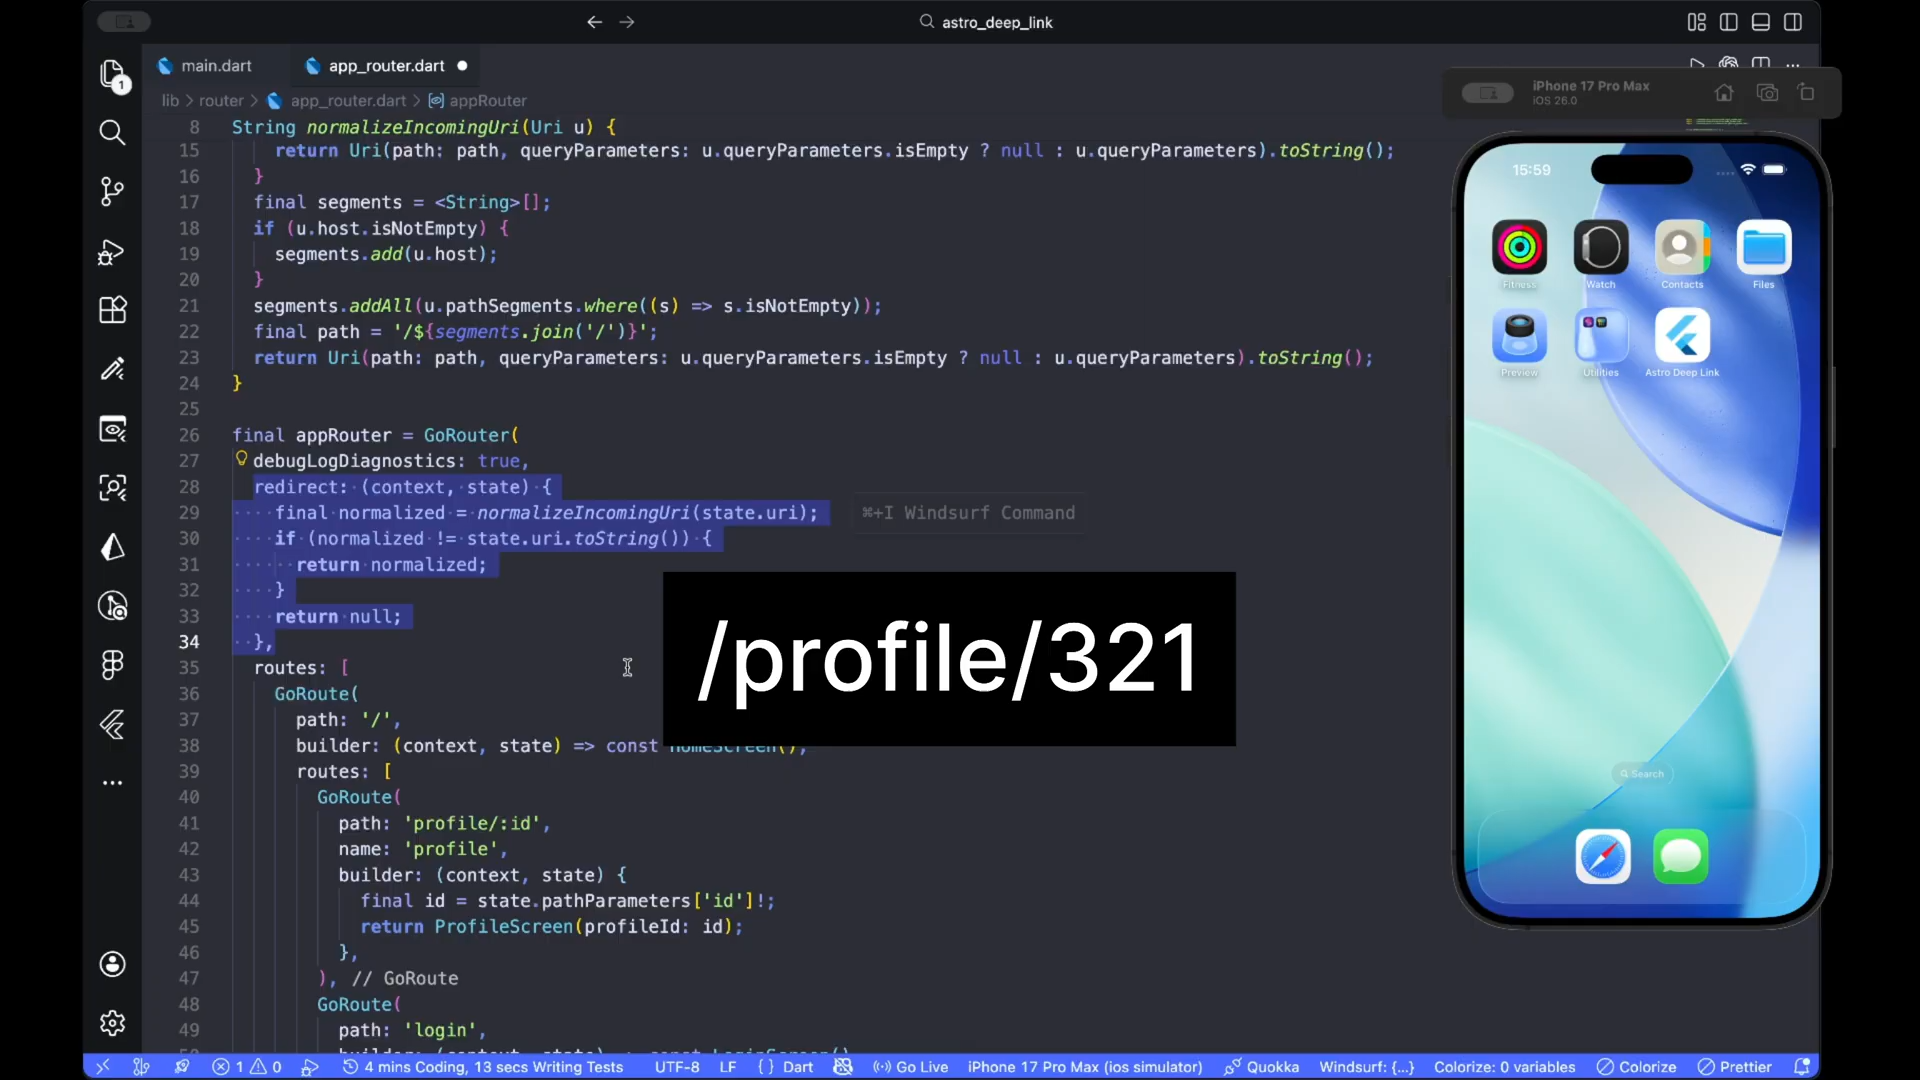 astro_deep_link
main.dart
app_router.dart
lib > router > app_router.dart > appRouter
1
8 String normalizeIncomingUri(Uri u) {
15 return Uri(path: path, queryParameters: u.queryParameters.isEmpty ? null : u.queryParameters).toString();
16 }
17 final segments = <String>[];
18 if (u.host.isNotEmpty) {
19 segments.add(u.host);
20 }
21 segments.addAll(u.pathSegments.where((s) => s.isNotEmpty));
22 final path = '/${segments.join('/')}';
23 return Uri(path: path, queryParameters: u.queryParameters.isEmpty ? null : u.queryParameters).toString();
24 }
25
26 final appRouter = GoRouter(
27 debugLogDiagnostics: true,
28 redirect: (context, state) {
29 final normalized = normalizeIncomingUri(state.uri);
⌘+I Windsurf Command
30 if (normalized != state.uri.toString()) {
31 return normalized;
32 }
33 return null;
34 },
35 routes: [
36 GoRoute(
37 path: '/',
38 builder: (context, state) => const HomeScreen(),
39 routes: [
40 GoRoute(
41 path: 'profile/:id',
42 name: 'profile',
43 builder: (context, state) {
44 final id = state.pathParameters['id']!;
45 return ProfileScreen(profileId: id);
46 },
47 ), // GoRoute
48 GoRoute(
49 path: 'login',
/profile/321
iPhone 17 Pro Max
iOS 26.0
15:59
Fitness
Watch
Contacts
Files
Preview
Utilities
Astro Deep Link
Search
1 0 4 mins Coding, 13 secs Writing Tests UTF-8 LF {} Dart Go Live iPhone 17 Pro Max (ios simulator) Quokka Windsurf: {...} Colorize: 0 variables Colorize Prettier